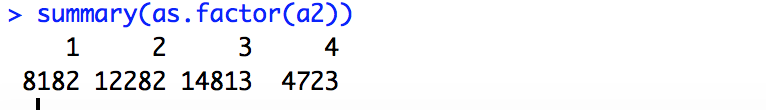 > summary(as.factor(a2))
1 2 3 4
8182 12282 14813 4723